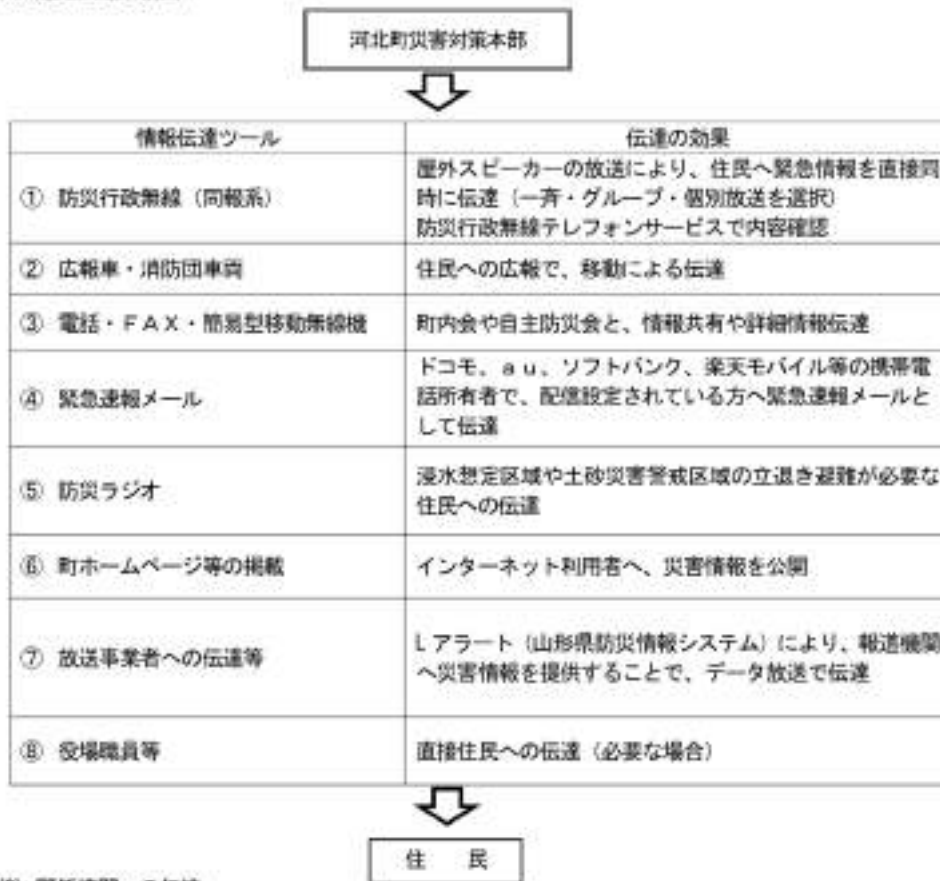 河北町災害対策本部
情報伝達ツール
伝達の効果
① 防災行政無線（同報系）
屋外スピーカーの放送により、住民へ緊急情報を直接同
時に伝達（一斉・グループ・個別放送を選択）
防災行政無線テレフォンサービスで内容確認
② 広報車・消防団車両
住民への広報で、移動による伝達
③ 電話・ＦＡＸ・簡易型移動無線機
町内会や自主防災会と、情報共有や詳細情報伝達
④ 緊急速報メール
ドコモ、ａｕ、ソフトバンク、楽天モバイル等の携帯電
話所有者で、配信設定されている方へ緊急速報メールと
して伝達
⑤ 防災ラジオ
浸水想定区域や土砂災害警戒区域の立退き避難が必要な
住民への伝達
⑥ 町ホームページ等の掲載
インターネット利用者へ、災害情報を公開
⑦ 放送事業者への伝達等
Ｌアラート（山形県防災情報システム）により、報道機関
へ災害情報を提供することで、データ放送で伝達
⑧ 役場職員等
直接住民への伝達（必要な場合）
住　民